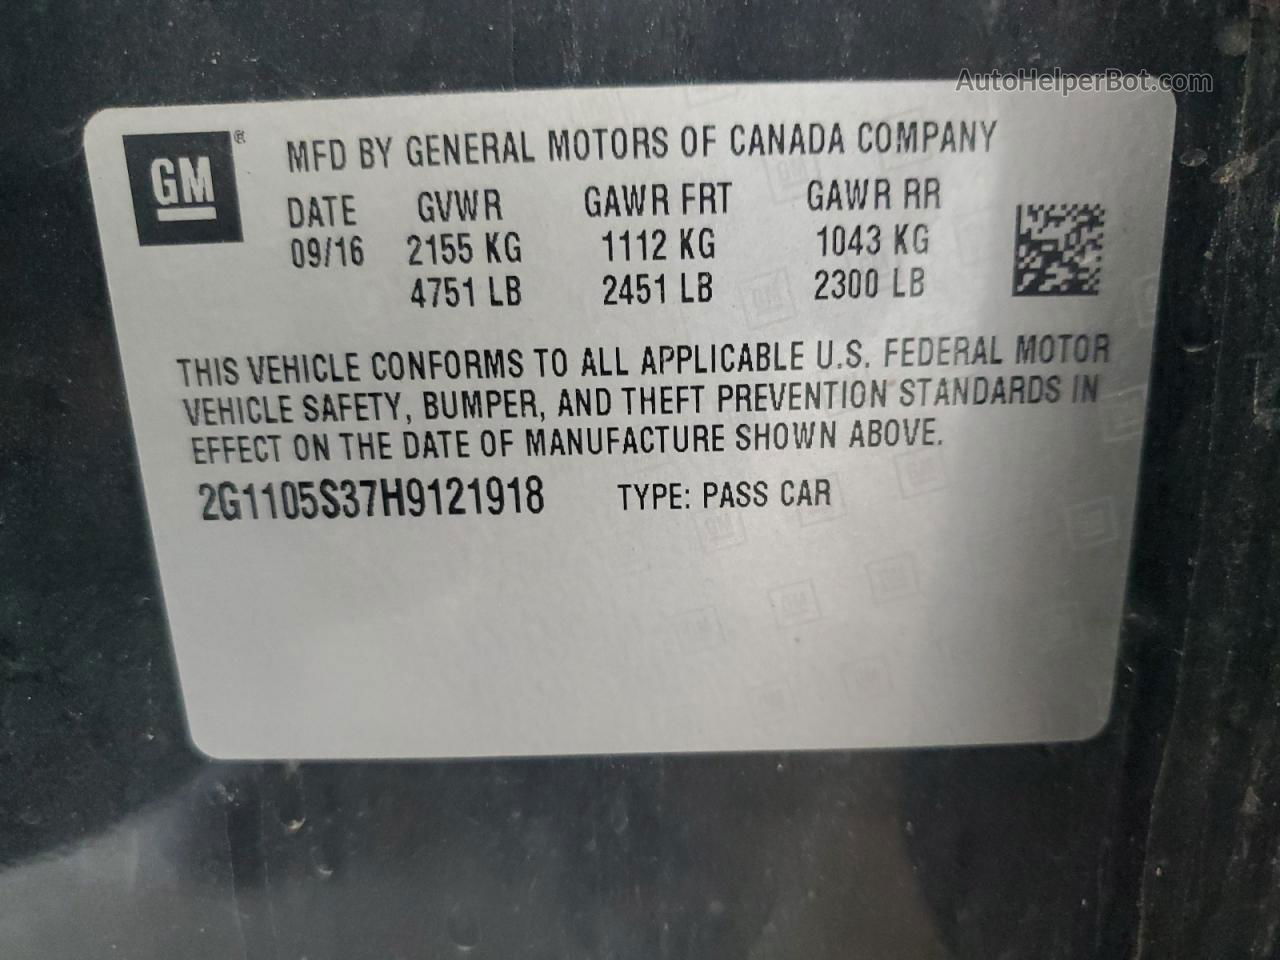 AutoHelperBot.com
GM®
MFD BY GENERAL MOTORS OF CANADA COMPANY
DATE GVWR GAWR FRT GAWR RR
09/16 2155 KG 1112 KG 1043 KG
4751 LB 2451 LB 2300 LB
THIS VEHICLE CONFORMS TO ALL APPLICABLE U.S. FEDERAL MOTOR
VEHICLE SAFETY, BUMPER, AND THEFT PREVENTION STANDARDS IN
EFFECT ON THE DATE OF MANUFACTURE SHOWN ABOVE.
2G1105S37H9121918 TYPE: PASS CAR